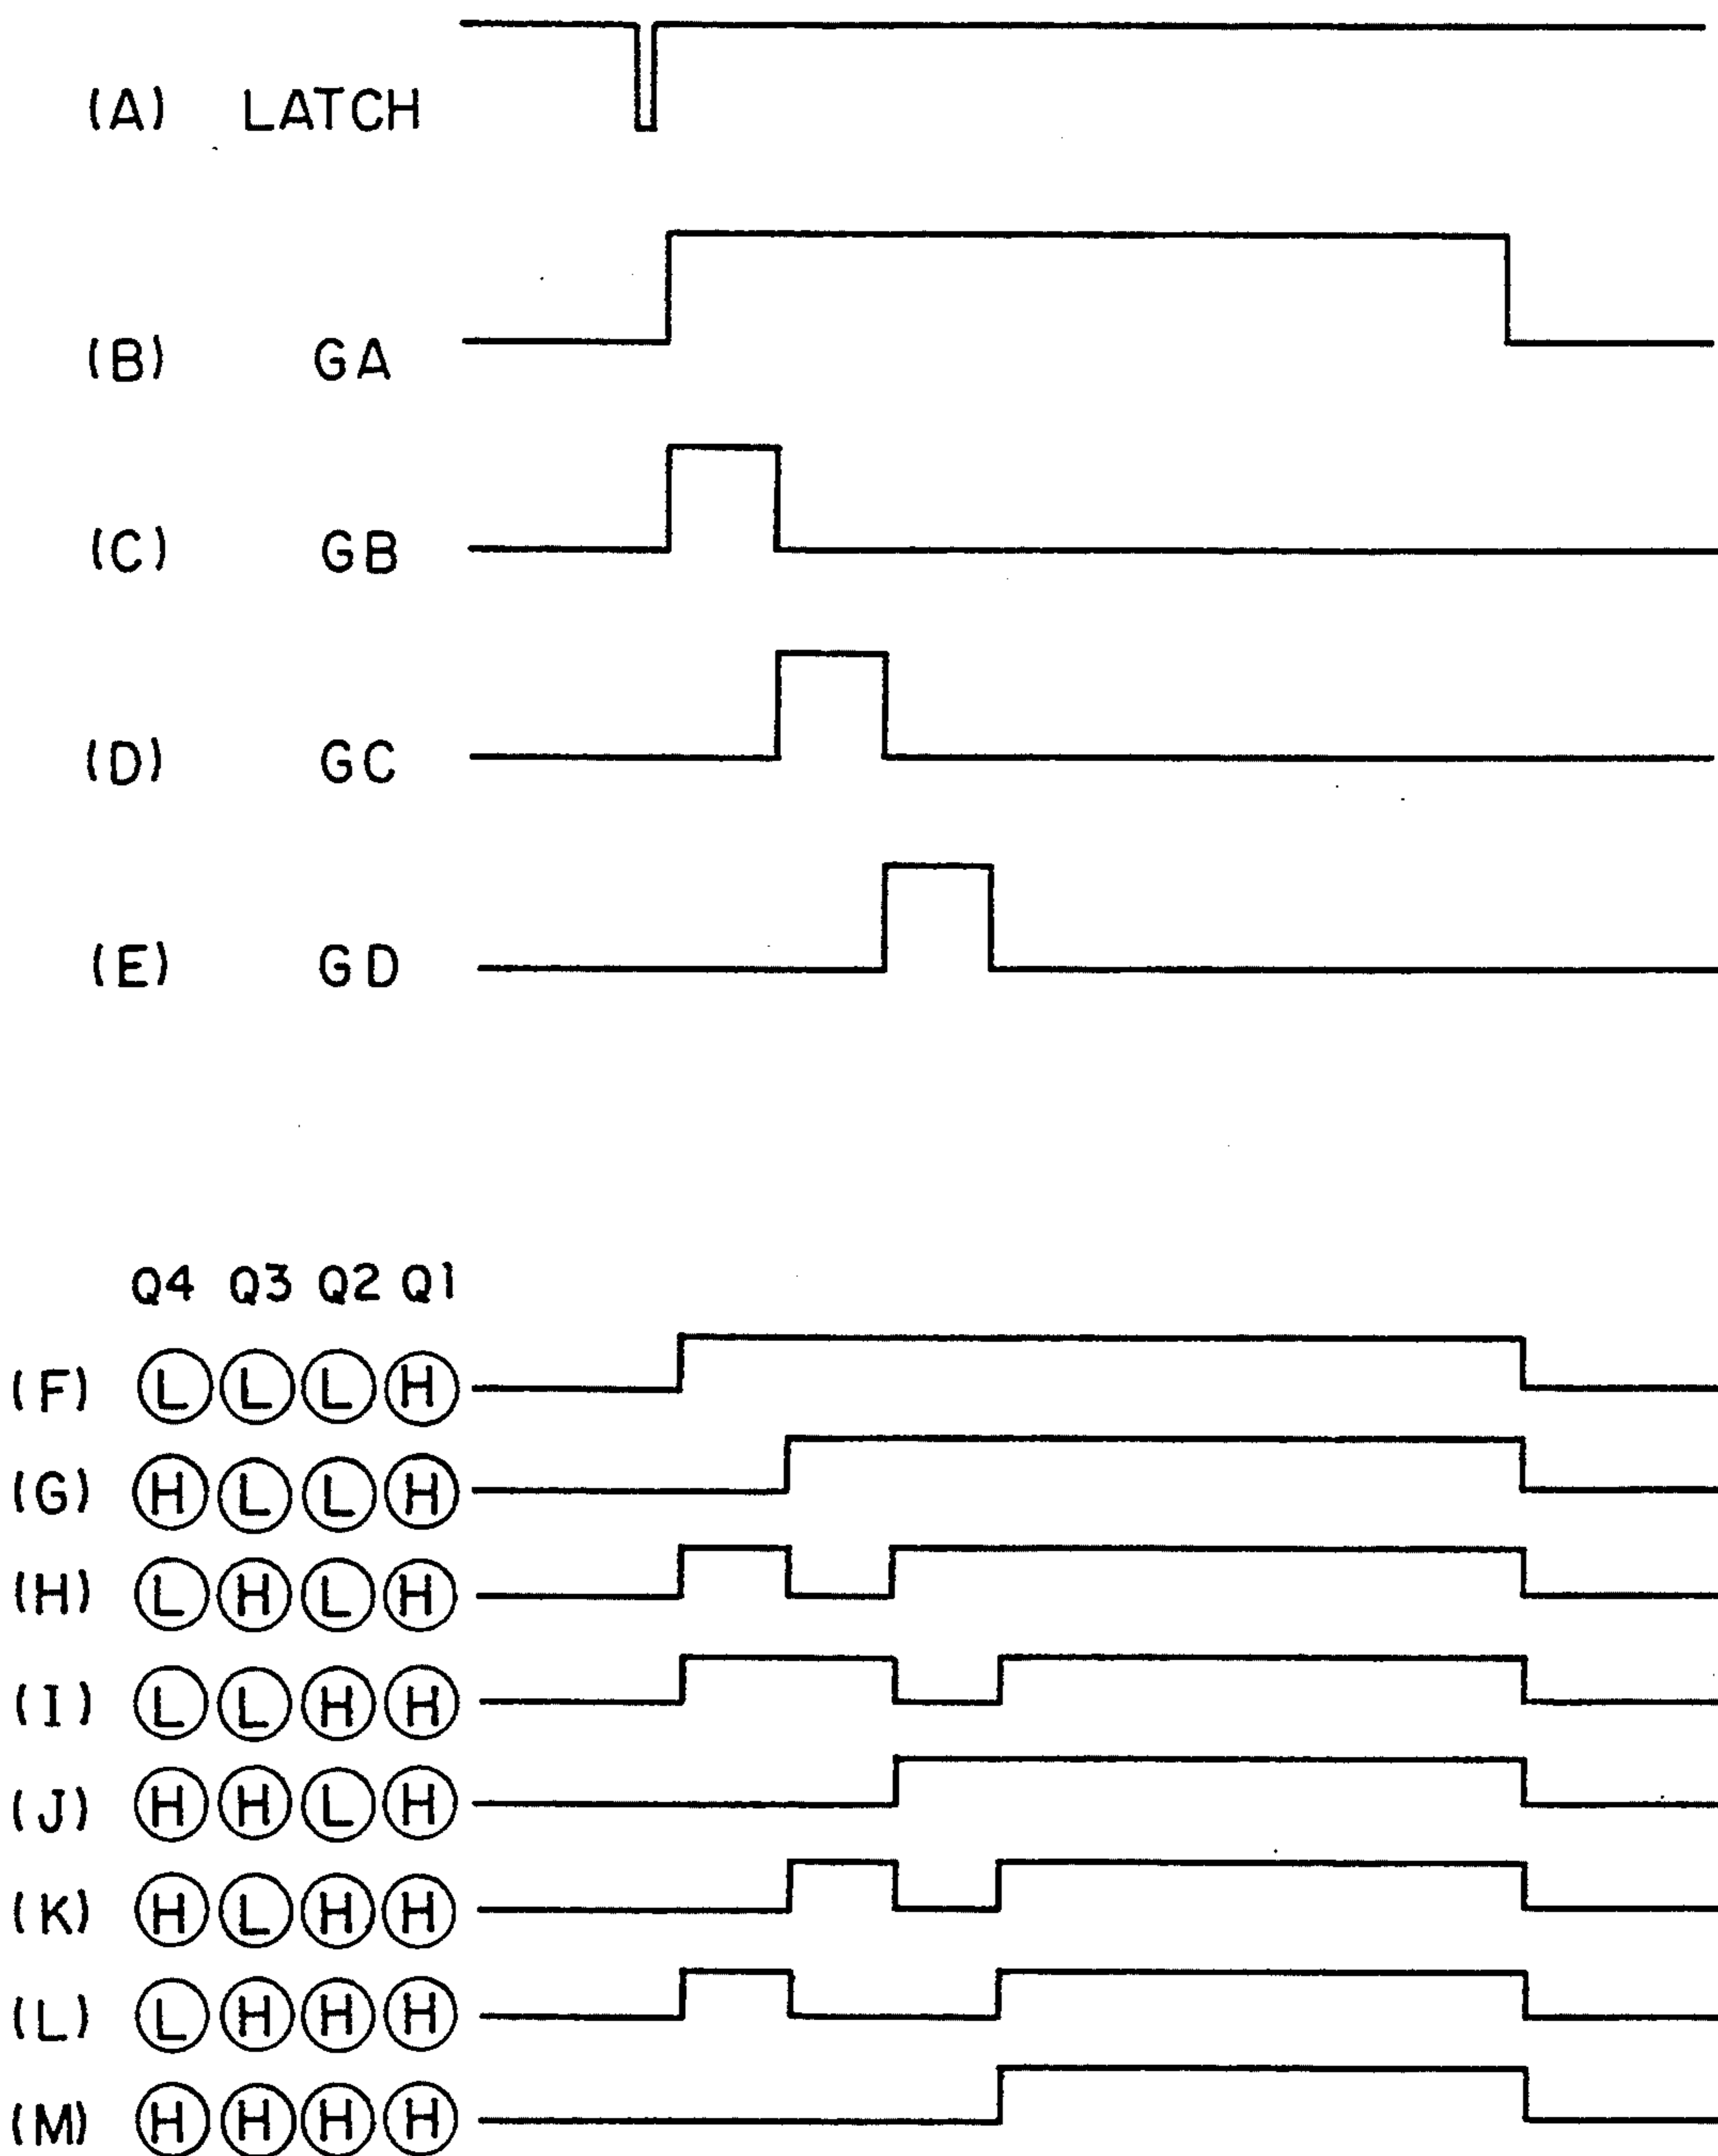 (A) LATCH
(B) GA
(C) GB
(D) GC
(E) GD
Q4 Q3 Q2 Q1
(F) L L L H
(G) H L L H
(H) L H L H
(I) L L H H
(J) H H L H
(K) H L H H
(L) L H H H
(M) H H H H